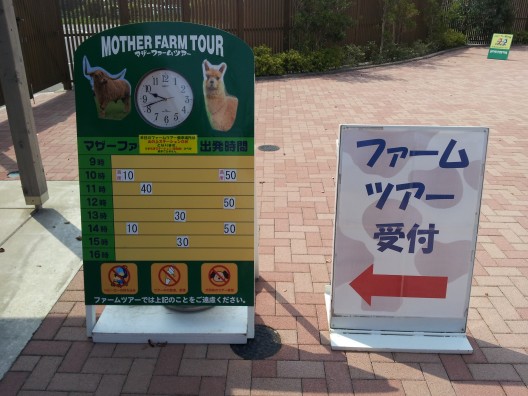 MOTHER FARM TOUR
マザーファームツアー
マザーファ 出発時間
9時
10時 10 50
11時 40
12時 50
13時 30
14時 10 50
15時 30
16時
ファームツアーでは上記のことをご遠慮ください。
ファーム
ツアー
受付